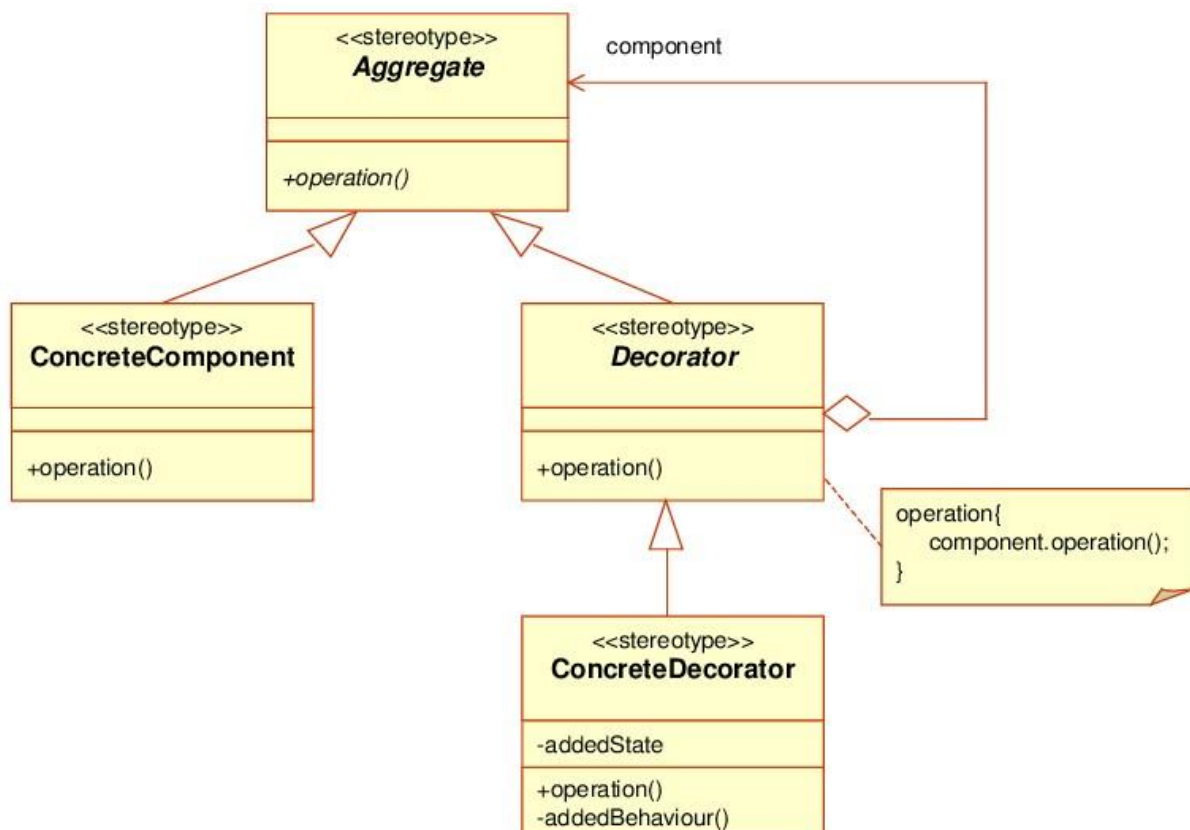 <<stereotype>>
Aggregate
+operation()
component
<<stereotype>>
ConcreteComponent
+operation()
<<stereotype>>
Decorator
+operation()
operation{
component.operation();
}
<<stereotype>>
ConcreteDecorator
-addedState
+operation()
-addedBehaviour()